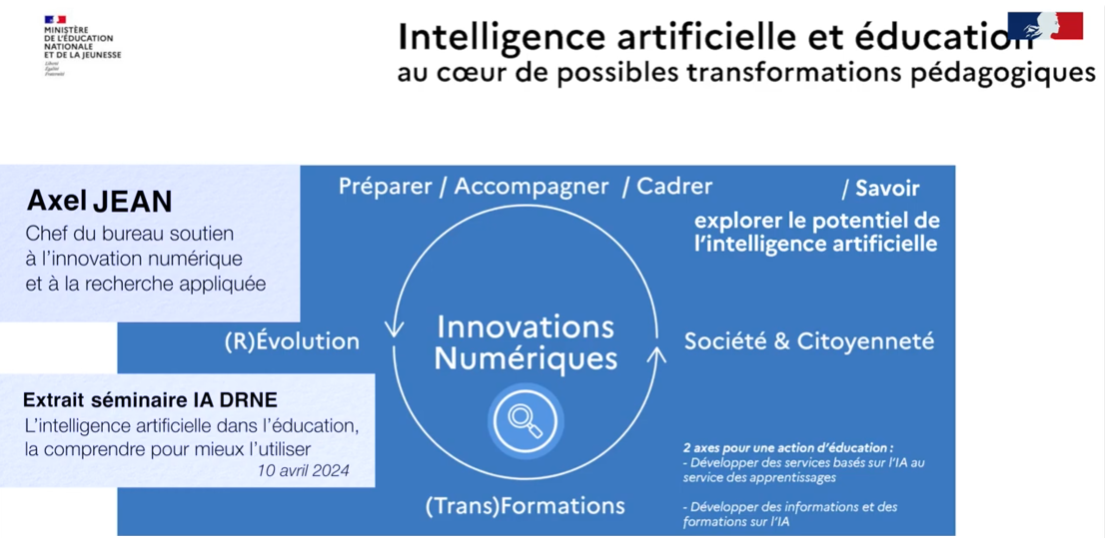 MINISTÈRE
DE L'ÉDUCATION
NATIONALE
ET DE LA JEUNESSE
Liberté
Égalité
Fraternité
Intelligence artificielle et éducation
au cœur de possibles transformations pédagogiques
Axel JEAN
Chef du bureau soutien
à l'innovation numérique
et à la recherche appliquée
Préparer / Accompagner / Cadrer / Savoir
explorer le potentiel de
l'intelligence artificielle
(R)Évolution
Innovations
Numériques
Société & Citoyenneté
Extrait séminaire IA DRNE
L'intelligence artificielle dans l'éducation,
la comprendre pour mieux l'utiliser
10 avril 2024
(Trans)Formations
2 axes pour une action d'éducation :
- Développer des services basés sur l'IA au
service des apprentissages
- Développer des informations et des
formations sur l'IA